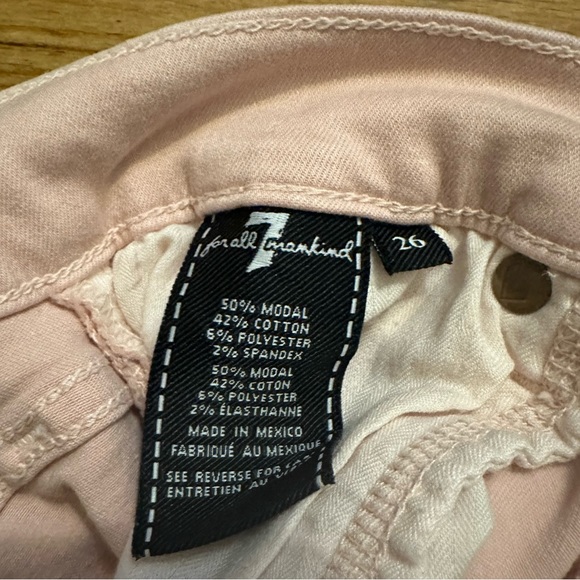 7
for all mankind
26
50% MODAL
42% COTTON
6% POLYESTER
2% SPANDEX
50% MODAL
42% COTON
6% POLYESTER
2% ÉLASTHANNE
MADE IN MEXICO
FABRIQUÉ AU MEXIQUE
SEE REVERSE FOR
ENTRETIEN AU